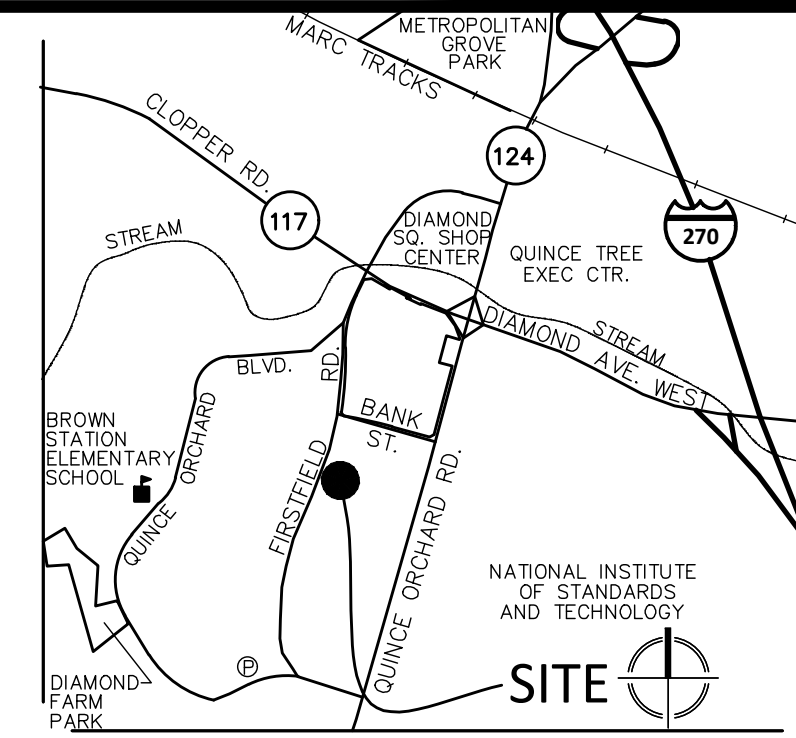 METROPOLITAN
GROVE
PARK
MARC TRACKS
CLOPPER RD.
124
117
270
STREAM
DIAMOND
SQ. SHOP
CENTER
QUINCE TREE
EXEC CTR.
DIAMOND AVE. WEST
STREAM
BLVD.
RD.
BANK
ST.
BROWN
STATION
ELEMENTARY
SCHOOL
QUINCE ORCHARD
FIRSTFIELD
QUINCE ORCHARD RD.
NATIONAL INSTITUTE
OF STANDARDS
AND TECHNOLOGY
P
SITE
DIAMOND
FARM
PARK